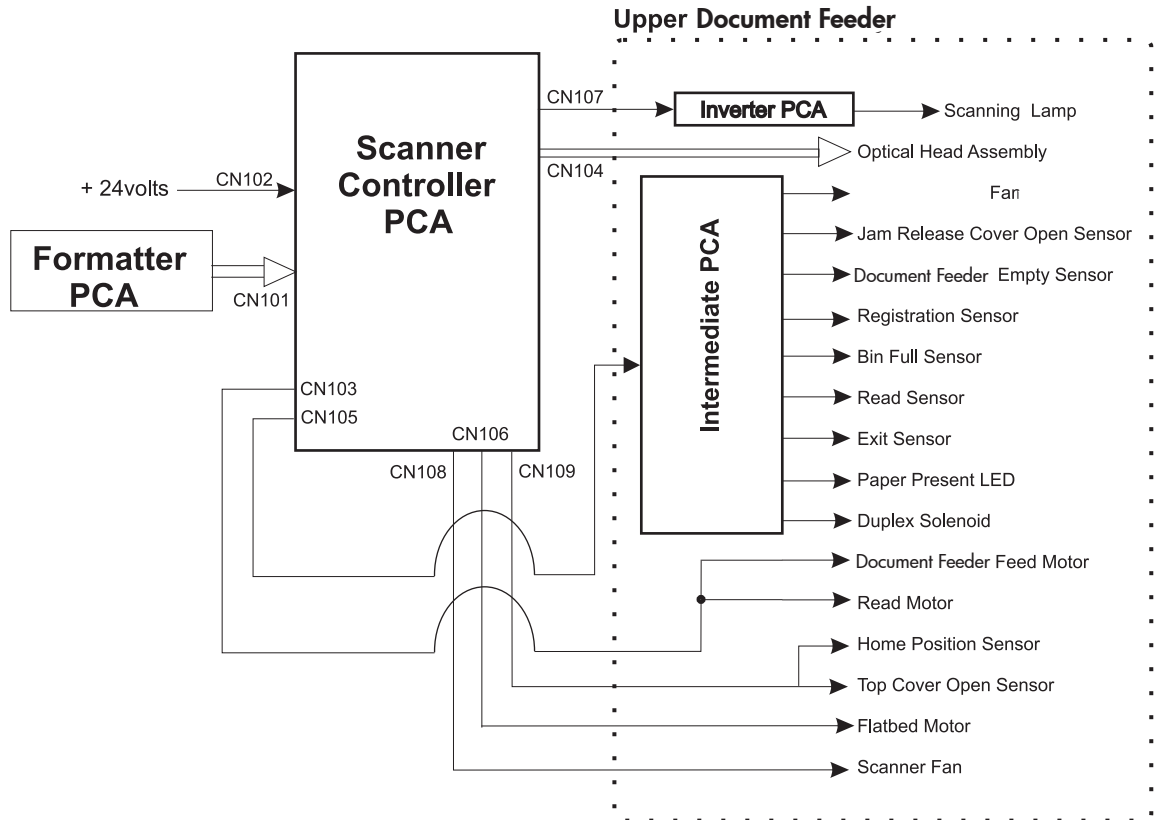 Upper Document Feeder
CN107
Inverter PCA
Scanning Lamp
Scanner
Controller
PCA
CN104
Optical Head Assembly
+ 24volts
CN102
Fan
Formatter
PCA
CN101
Intermediate PCA
Jam Release Cover Open Sensor
Document Feeder Empty Sensor
Registration Sensor
Bin Full Sensor
CN103
Read Sensor
CN105
CN106
Exit Sensor
CN108
CN109
Paper Present LED
Duplex Solenoid
Document Feeder Feed Motor
Read Motor
Home Position Sensor
Top Cover Open Sensor
Flatbed Motor
Scanner Fan